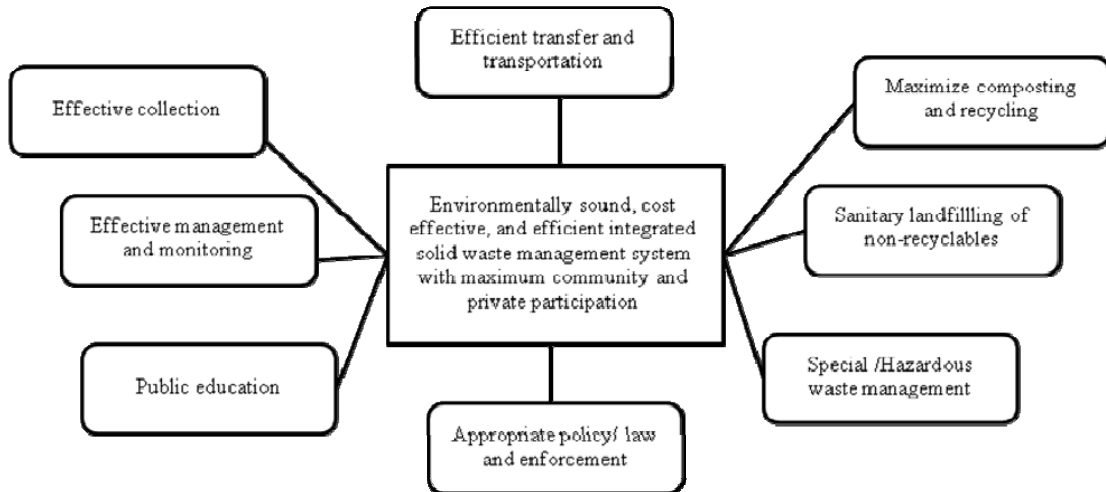 Efficient transfer and
transportation
Effective collection
Maximize composting
and recycling
Effective management
and monitoring
Environmentally sound, cost
effective, and efficient integrated
solid waste management system
with maximum community and
private participation
Sanitary landfillling of
non-recyclables
Public education
Special /Hazardous
waste management
Appropriate policy/ law
and enforcement